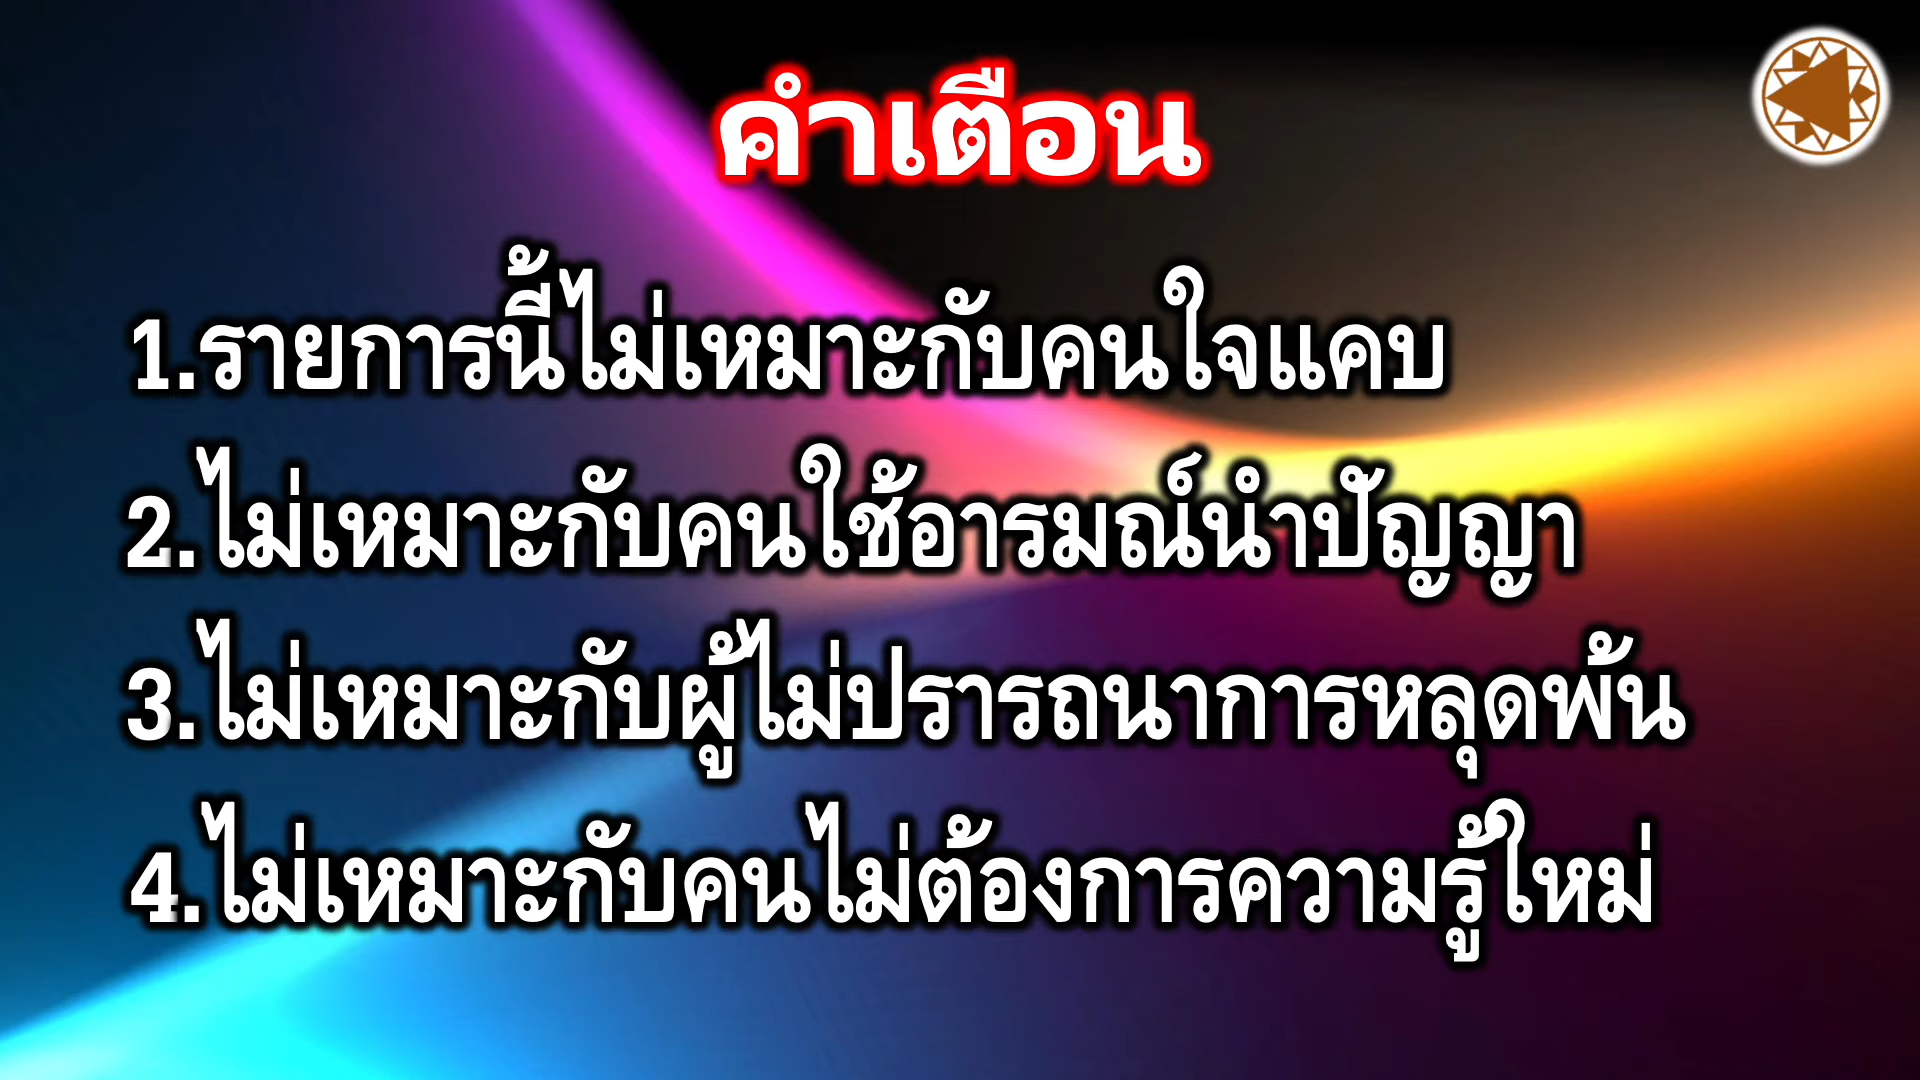 คำเตือน
1.รายการนี้ไม่เหมาะกับคนใจแคบ
2.ไม่เหมาะกับคนใช้อารมณ์นำปัญญา
3.ไม่เหมาะกับผู้ไม่ปรารถนาการหลุดพ้น
4.ไม่เหมาะกับคนไม่ต้องการความรู้ใหม่